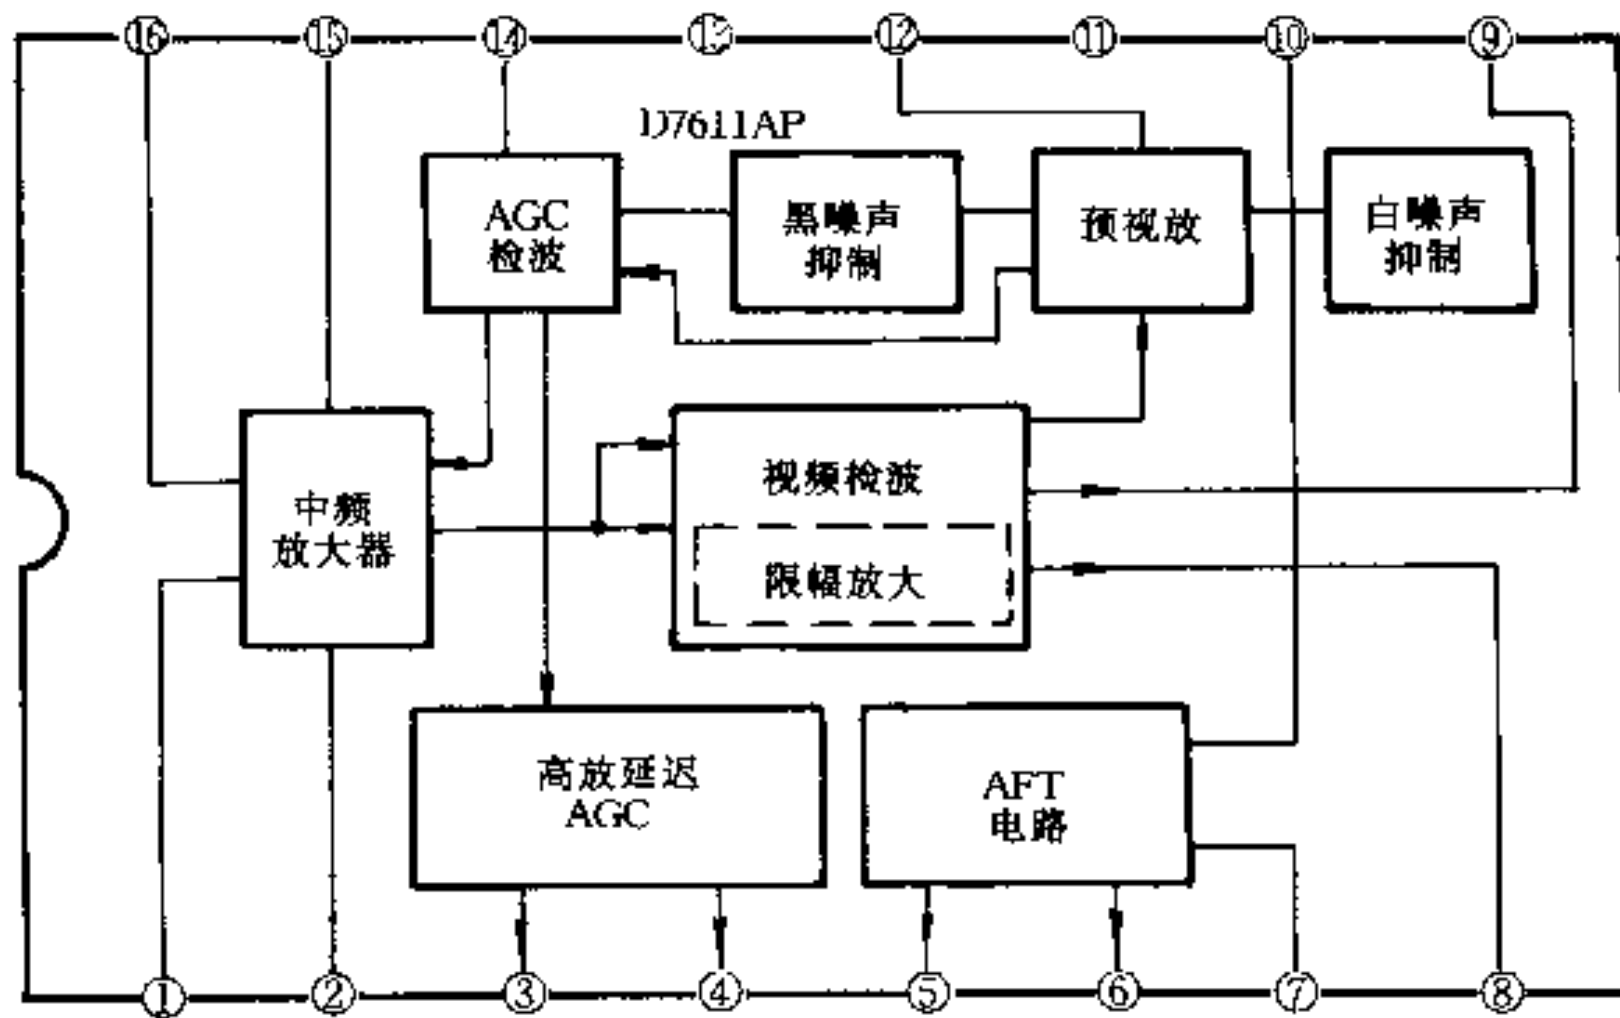 ⑯ ⑮ ⑭ ⑬ ⑫ ⑪ ⑩ ⑨
D7611AP
AGC
检波
黑噪声
抑制
预视放
白噪声
抑制
中频
放大器
视频检波
限幅放大
高放延迟
AGC
AFT
电路
① ② ③ ④ ⑤ ⑥ ⑦ ⑧